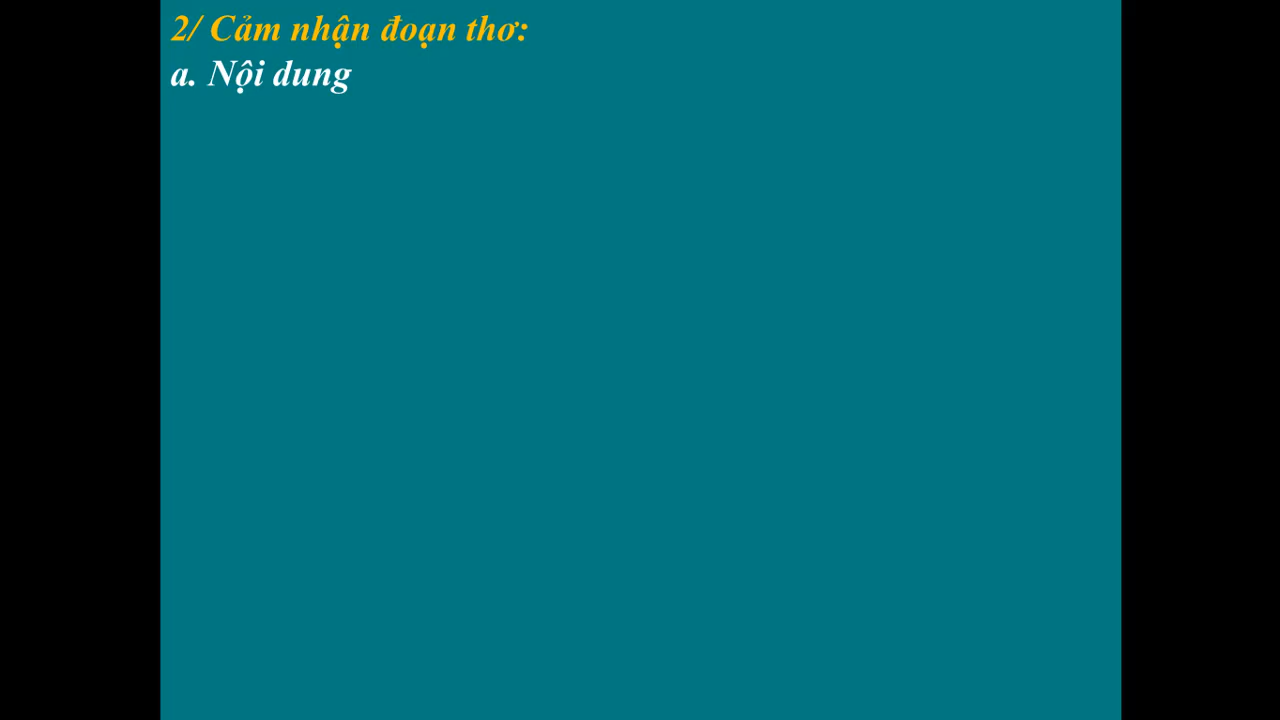 2/ Cảm nhận đoạn thơ:
a. Nội dung